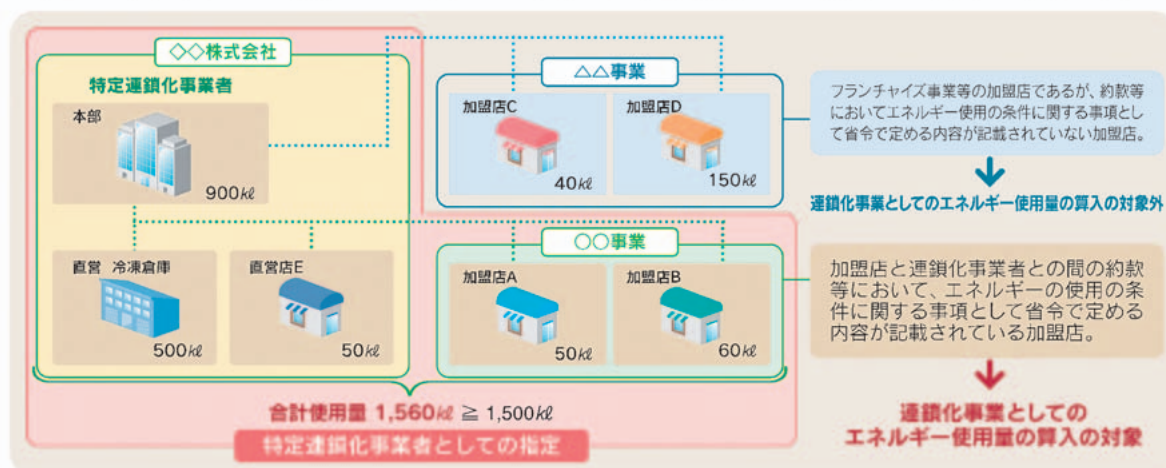 ◇◇株式会社
特定連鎖化事業者
本部
900㎘
直営 冷凍倉庫
500㎘
直営店E
50㎘
△△事業
加盟店C
40㎘
加盟店D
150㎘
フランチャイズ事業等の加盟店であるが、約款等
においてエネルギー使用の条件に関する事項とし
て省令で定める内容が記載されていない加盟店。
連鎖化事業としてのエネルギー使用量の算入の対象外
○○事業
加盟店A
50㎘
加盟店B
60㎘
加盟店と連鎖化事業者との間の約款
等において、エネルギーの使用の条
件に関する事項として省令で定める
内容が記載されている加盟店。
連鎖化事業としての
エネルギー使用量の算入の対象
合計使用量 1,560㎘ ≧ 1,500㎘
特定連鎖化事業者としての指定